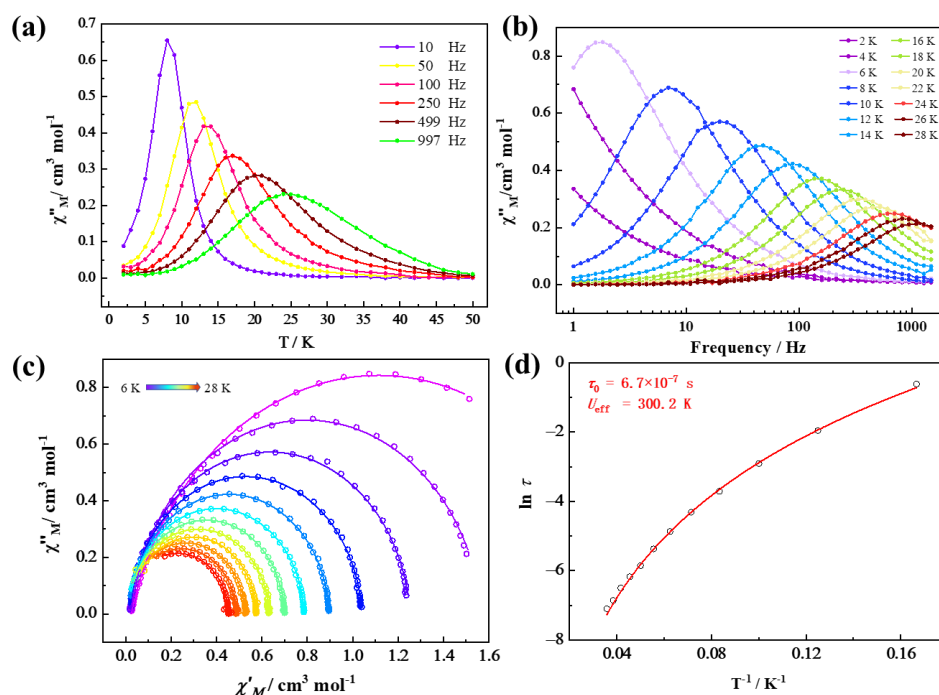 (a)
0.7
0.6
0.5
0.4
0.3
0.2
0.1
0.0
χ''M/ cm³ mol⁻¹
10 Hz
50 Hz
100 Hz
250 Hz
499 Hz
997 Hz
0 5 10 15 20 25 30 35 40 45 50
T / K
(b)
0.8
0.6
0.4
0.2
0.0
χ''M/cm³ mol⁻¹
2 K 16 K
4 K 18 K
6 K 20 K
8 K 22 K
10 K 24 K
12 K 26 K
14 K 28 K
1 10 100 1000
Frequency / Hz
(c)
0.8
0.6
0.4
0.2
0.0
χ''M/ cm³ mol⁻¹
6 K 28 K
0.0 0.2 0.4 0.6 0.8 1.0 1.2 1.4 1.6
χ'M / cm³ mol⁻¹
(d)
0
−2
−4
−6
−8
ln τ
τ0 = 6.7×10⁻⁷ s
Ueff = 300.2 K
0.04 0.08 0.12 0.16
T⁻¹ / K⁻¹